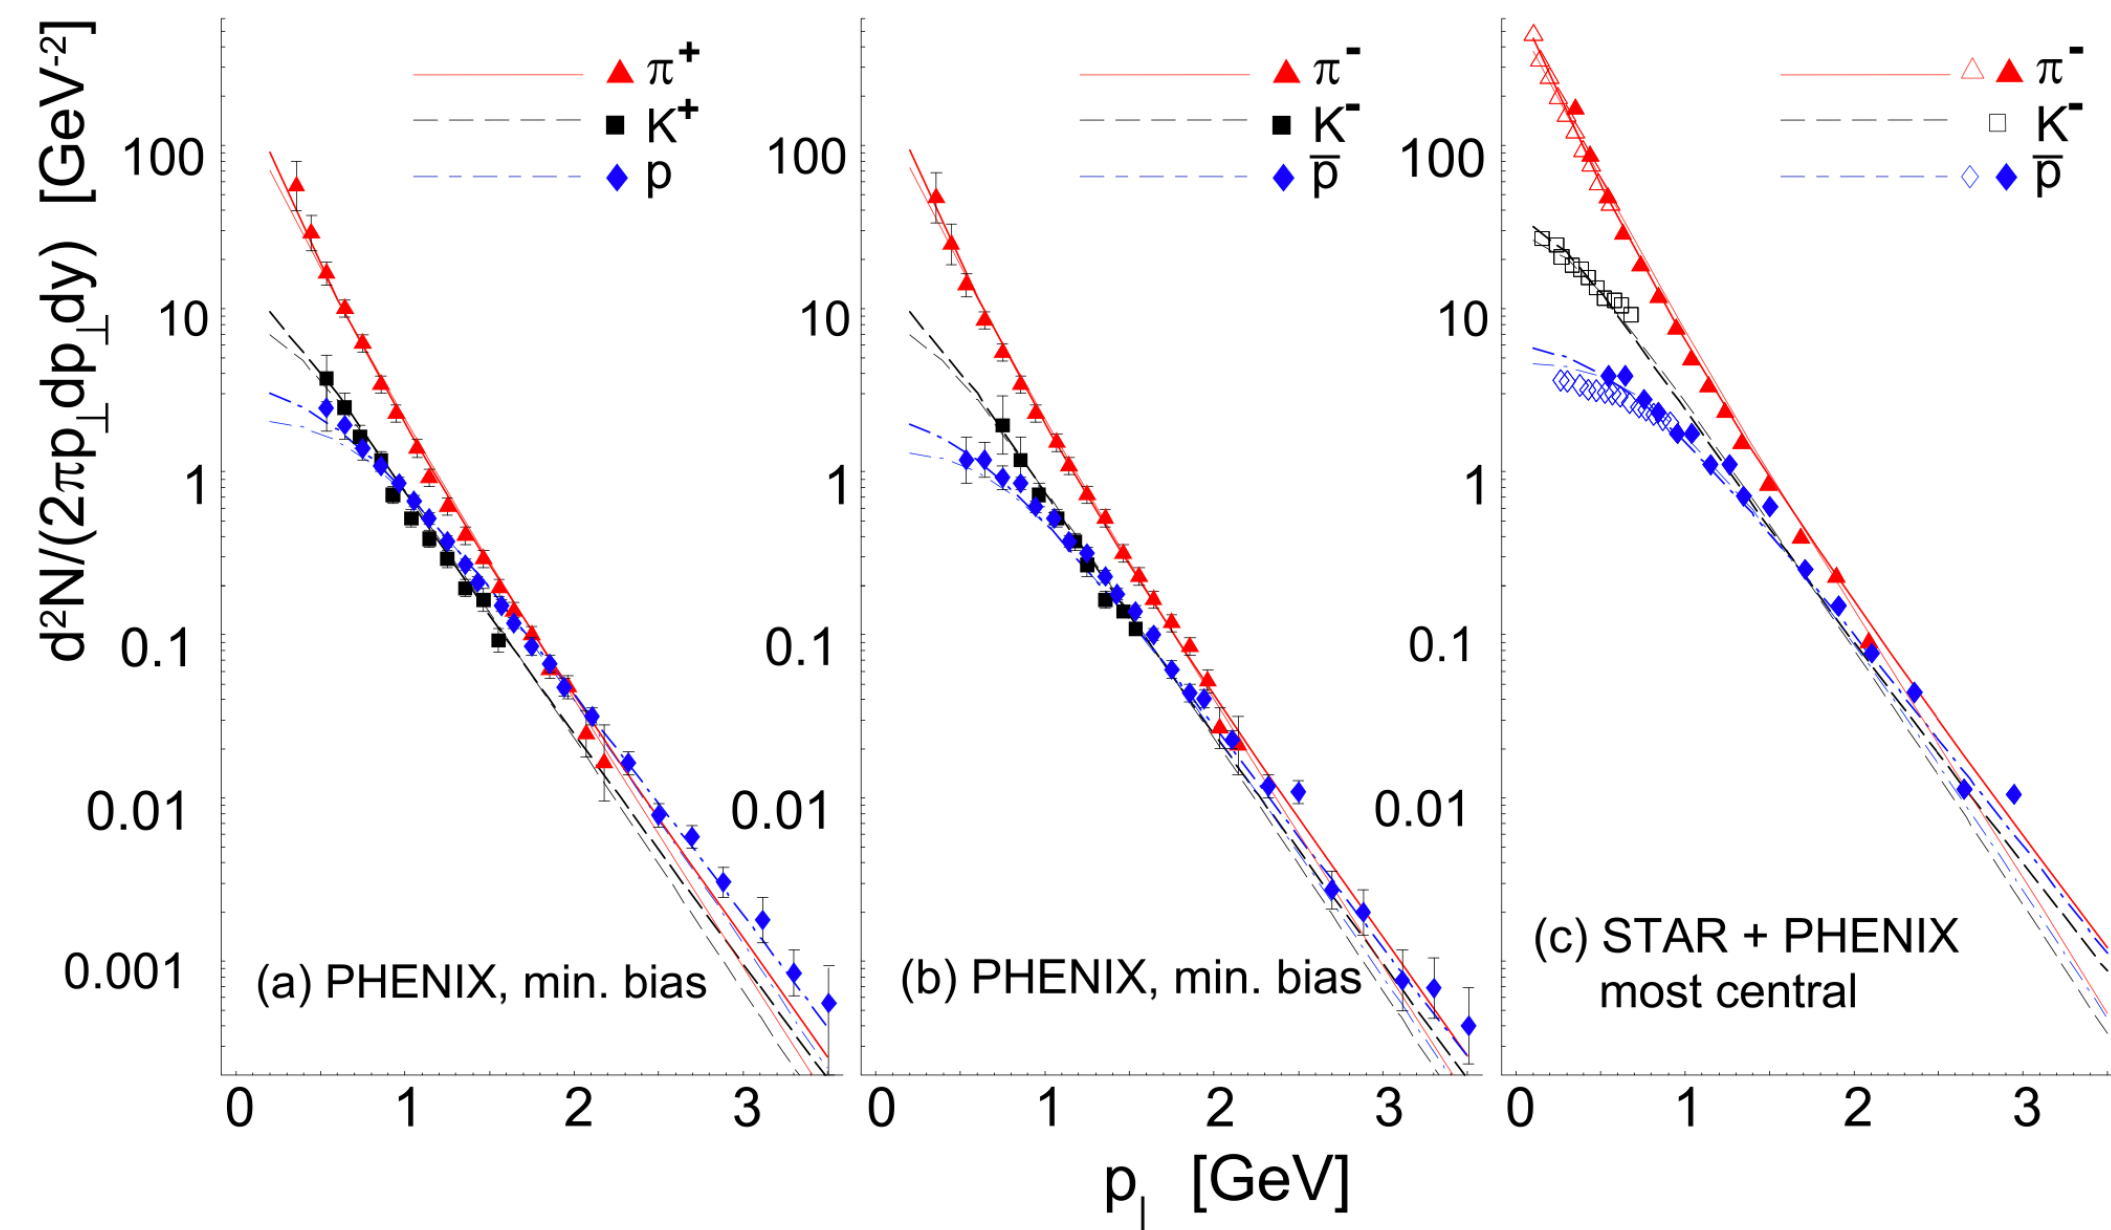 d²N/(2πp⊥dp⊥dy) [GeV⁻²]
π⁺
K⁺
p
100
10
1
0.1
0.01
0.001
(a) PHENIX, min. bias
0 1 2 3
π⁻
K⁻
p̅
100
10
1
0.1
0.01
(b) PHENIX, min. bias
0 1 2 3
π⁻
K⁻
p̅
100
10
1
0.1
0.01
(c) STAR + PHENIX
most central
0 1 2 3
p⊥ [GeV]